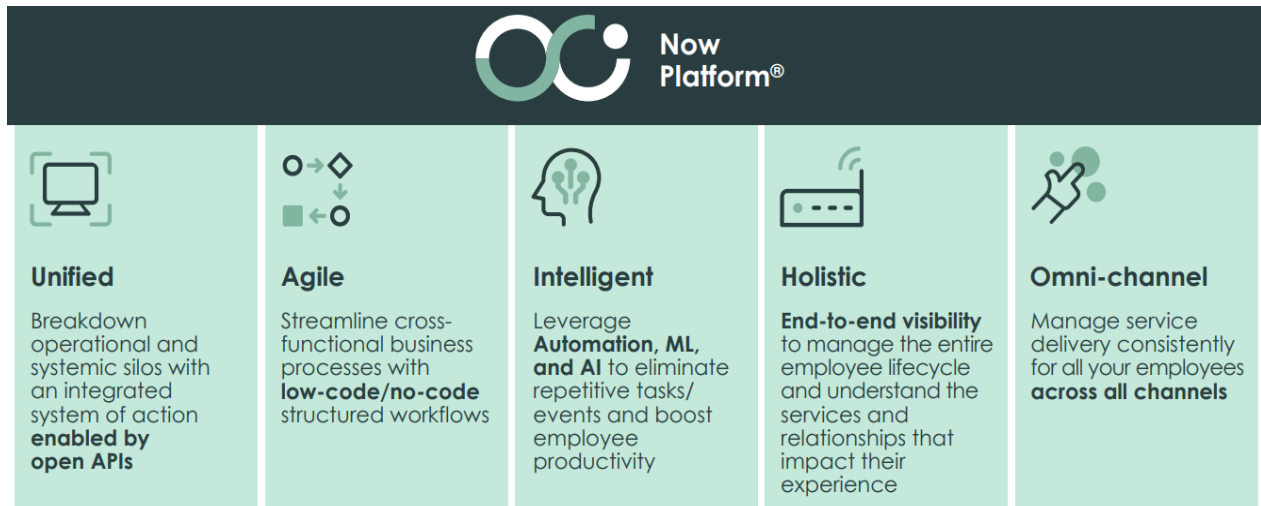 Now
Platform®
Unified
Breakdown
operational and
systemic silos with
an integrated
system of action
enabled by
open APIs
Agile
Streamline cross-
functional business
processes with
low-code/no-code
structured workflows
Intelligent
Leverage
Automation, ML,
and AI to eliminate
repetitive tasks/
events and boost
employee
productivity
Holistic
End-to-end visibility
to manage the entire
employee lifecycle
and understand the
services and
relationships that
impact their
experience
Omni-channel
Manage service
delivery consistently
for all your employees
across all channels